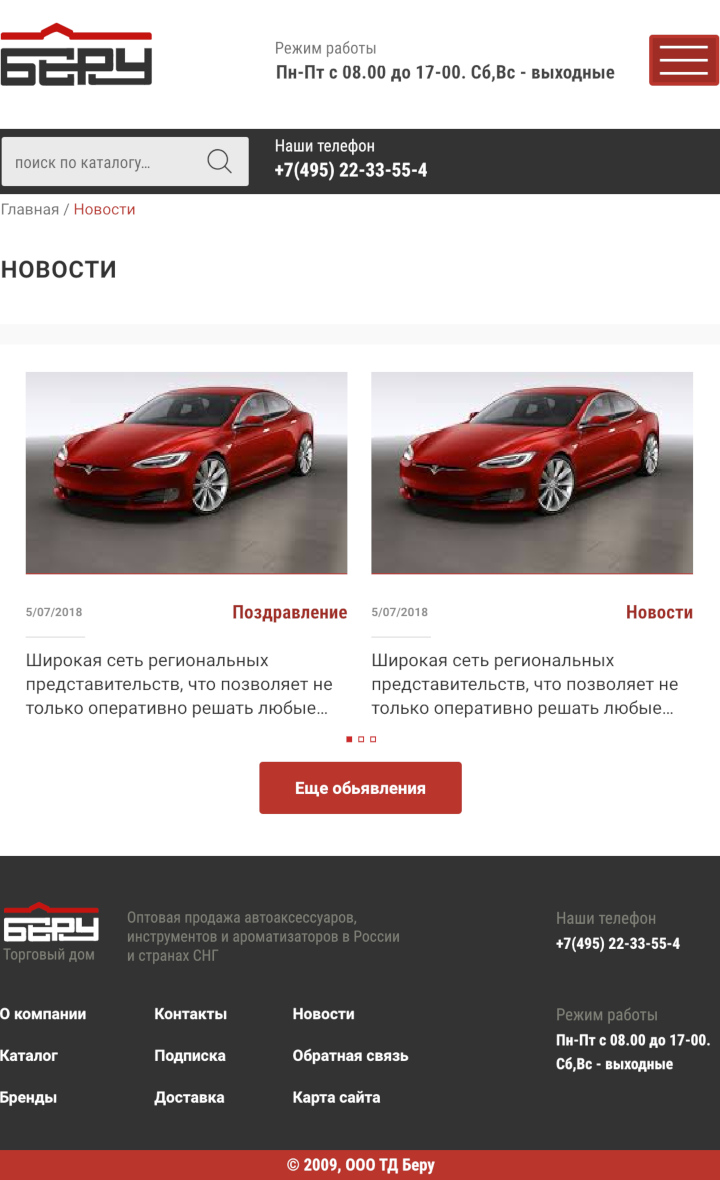 БЕРУ
Режим работы
Пн-Пт с 08.00 до 17-00. Сб,Вс - выходные
поиск по каталогу...
Наши телефон
+7(495) 22-33-55-4
Главная / Новости
НОВОСТИ
5/07/2018 Поздравление
Широкая сеть региональных
представительств, что позволяет не
только оперативно решать любые...
5/07/2018 Новости
Широкая сеть региональных
представительств, что позволяет не
только оперативно решать любые...
Еще обьявления
БЕРУ
Торговый дом
Оптовая продажа автоаксессуаров,
инструментов и ароматизаторов в России
и странах СНГ
Наши телефон
+7(495) 22-33-55-4
О компании
Каталог
Бренды
Контакты
Подписка
Доставка
Новости
Обратная связь
Карта сайта
Режим работы
Пн-Пт с 08.00 до 17-00.
Сб,Вс - выходные
© 2009, ООО ТД Беру